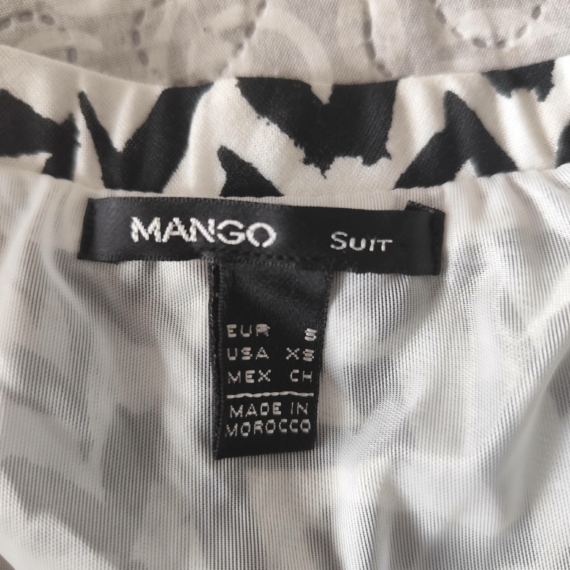 MANGO SUIT
EUR S
USA XS
MEX CH
MADE IN
MOROCCO